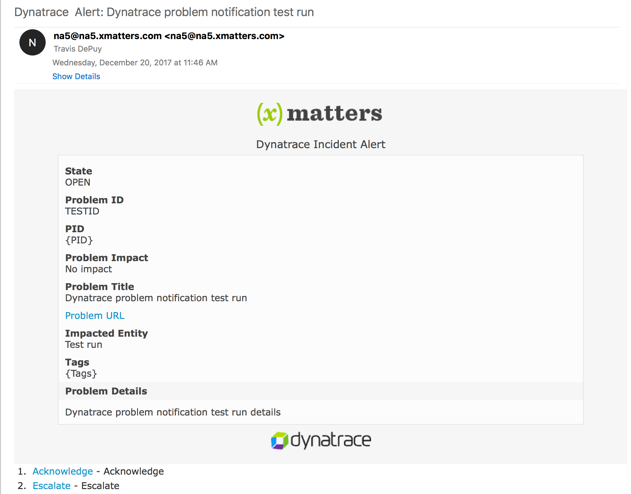 Dynatrace  Alert: Dynatrace problem notification test run
N
na5@na5.xmatters.com <na5@na5.xmatters.com>
Travis DePuy
Wednesday, December 20, 2017 at 11:46 AM
Show Details
(x) matters
Dynatrace Incident Alert
State
OPEN
Problem ID
TESTID
PID
{PID}
Problem Impact
No impact
Problem Title
Dynatrace problem notification test run
Problem URL
Impacted Entity
Test run
Tags
{Tags}
Problem Details
Dynatrace problem notification test run details
dynatrace
1. Acknowledge - Acknowledge
2. Escalate - Escalate